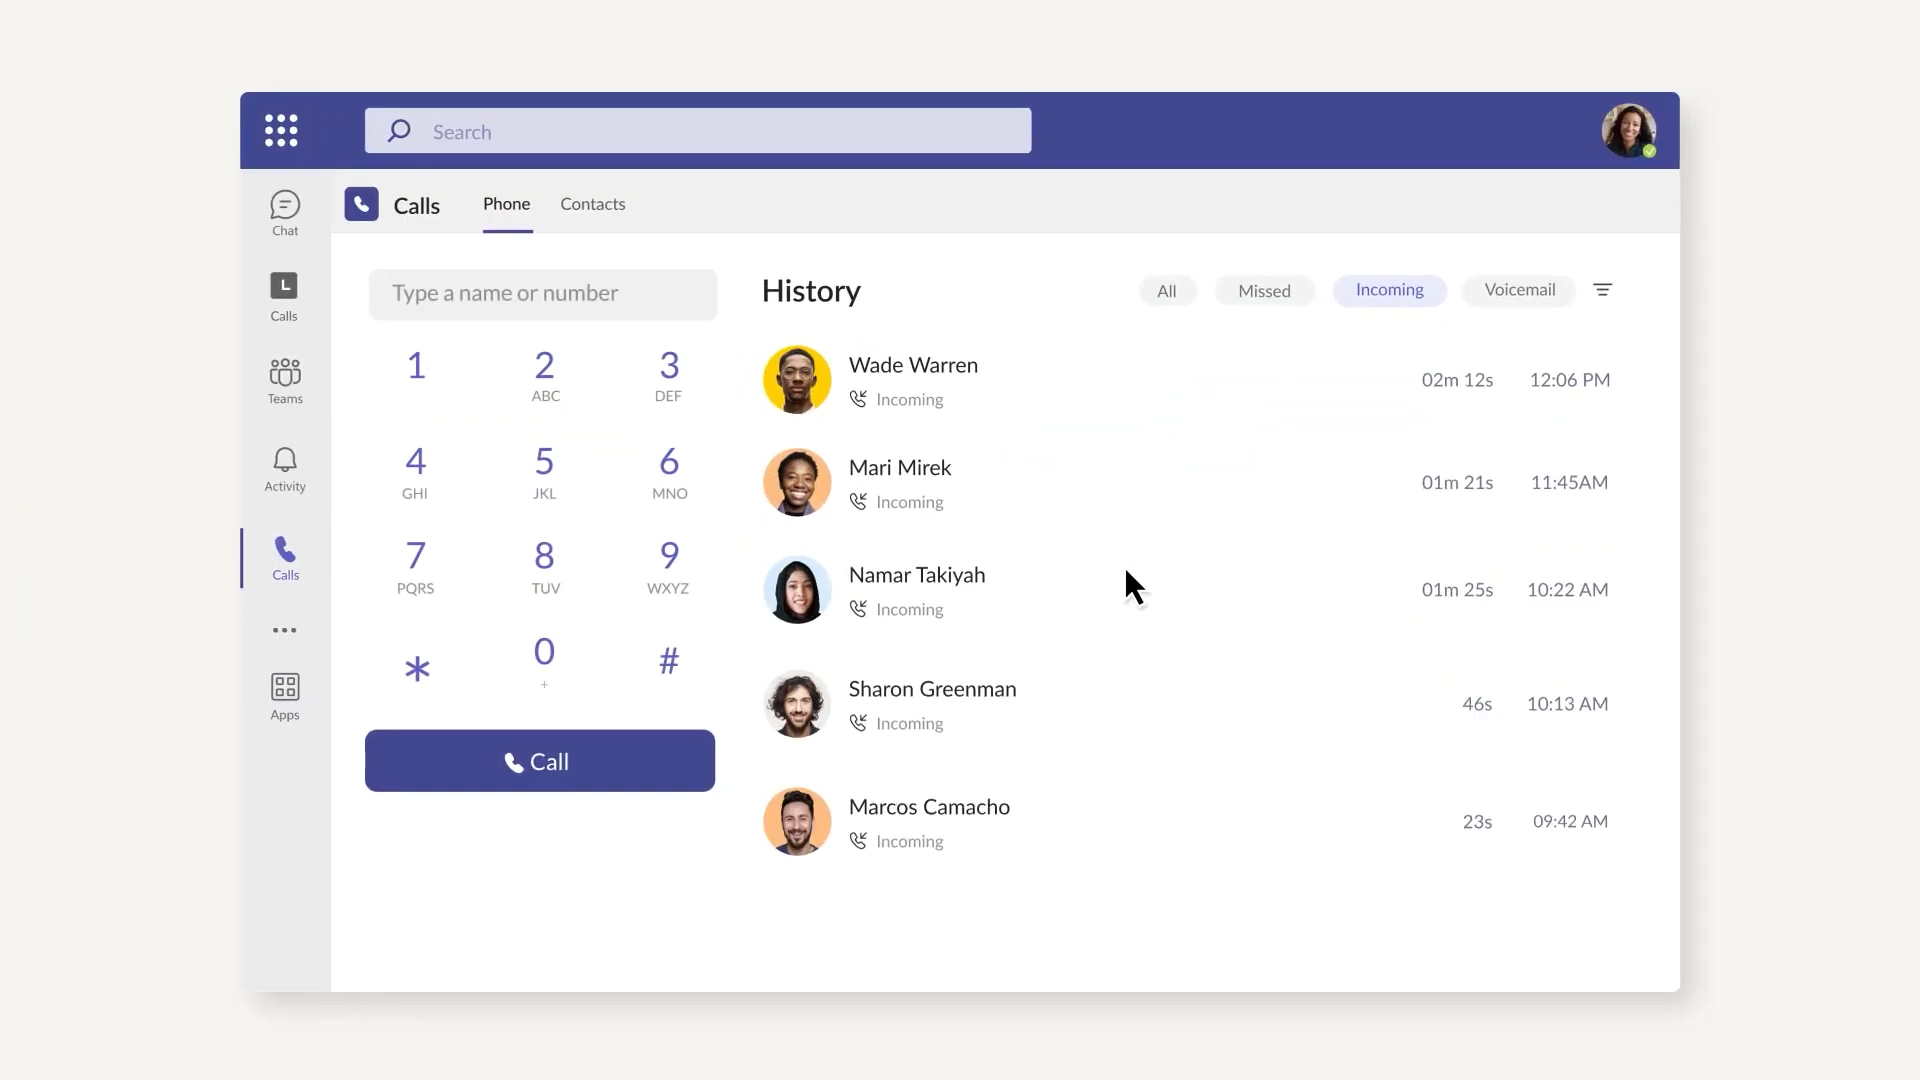 Search
Chat
L
Calls
Teams
Activity
Calls
Apps
Calls
Phone
Contacts
Type a name or number
1
2
3
ABC
DEF
4
5
6
GHI
JKL
MNO
7
8
9
PQRS
TUV
WXYZ
*
0
#
+
Call
History
All
Missed
Incoming
Voicemail
Wade Warren
Incoming
02m 12s
12:06 PM
Mari Mirek
Incoming
01m 21s
11:45AM
Namar Takiyah
Incoming
01m 25s
10:22 AM
Sharon Greenman
Incoming
46s
10:13 AM
Marcos Camacho
Incoming
23s
09:42 AM